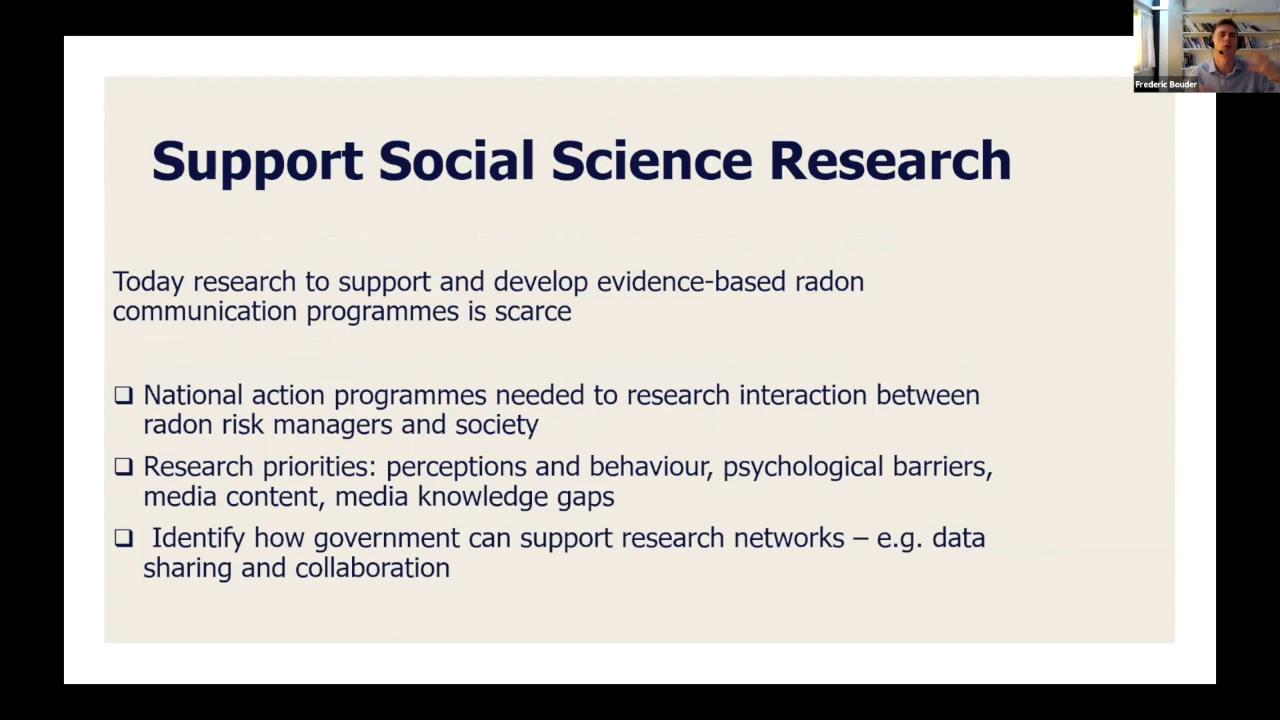 Frederic Bouder
Support Social Science Research
Today research to support and develop evidence-based radon
communication programmes is scarce
❑ National action programmes needed to research interaction between
radon risk managers and society
❑ Research priorities: perceptions and behaviour, psychological barriers,
media content, media knowledge gaps
❑ Identify how government can support research networks – e.g. data
sharing and collaboration